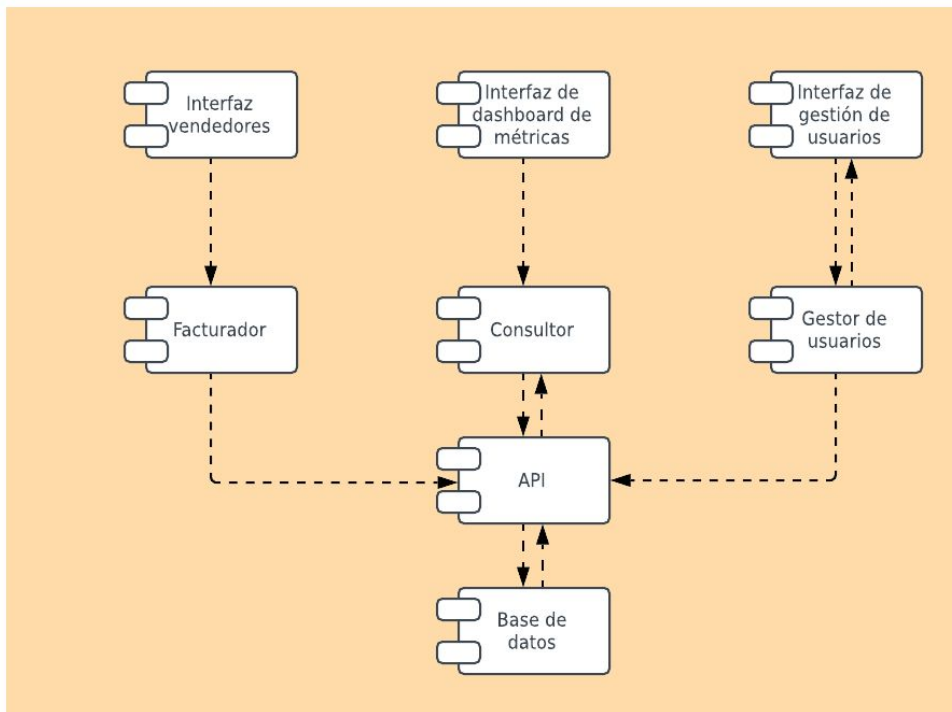 Interfaz
vendedores
Interfaz de
dashboard de
métricas
Interfaz de
gestión de
usuarios
Facturador
Consultor
Gestor de
usuarios
API
Base de
datos